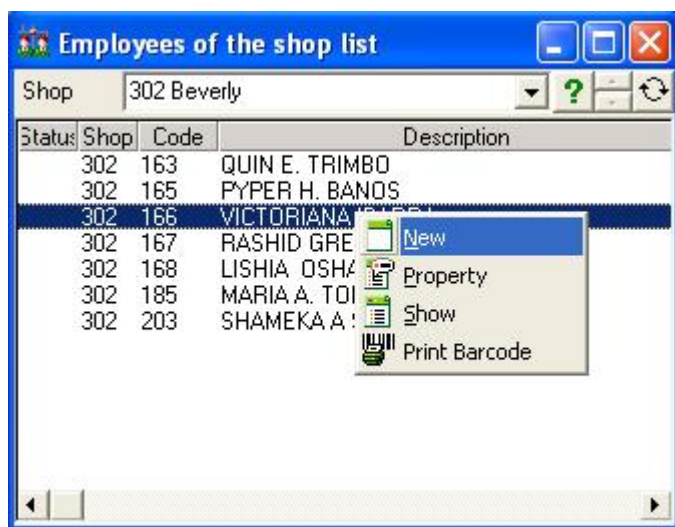 Employees of the shop list
Shop 302 Beverly ?
Status Shop Code Description
302 163 QUIN E. TRIMBO
302 165 PYPER H. BANOS
302 166 VICTORIANA
302 167 RASHID GRE
302 168 LISHIA OSHA
302 185 MARIA A. TOI
302 203 SHAMEKA A
New
Property
Show
Print Barcode